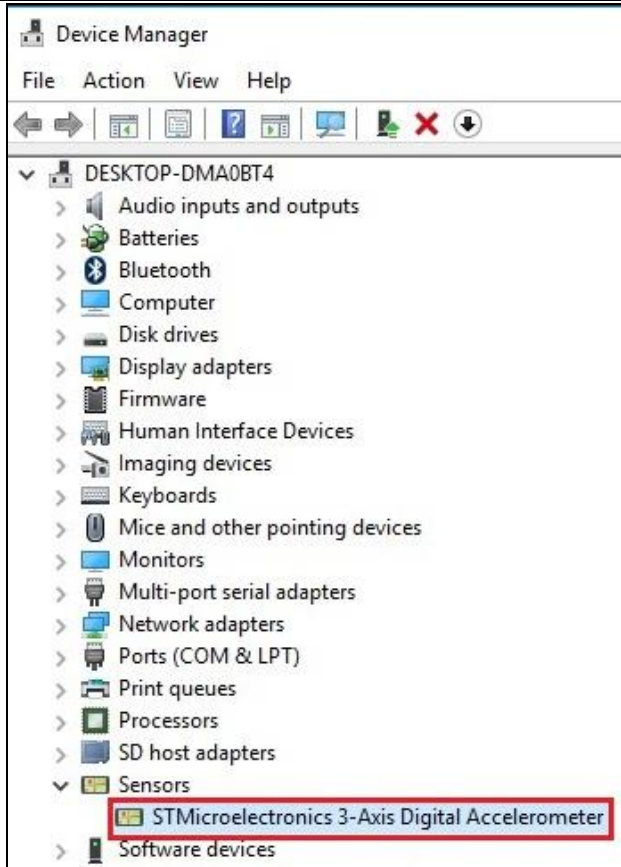 Device Manager
File Action View Help
DESKTOP-DMA0BT4
Audio inputs and outputs
Batteries
Bluetooth
Computer
Disk drives
Display adapters
Firmware
Human Interface Devices
Imaging devices
Keyboards
Mice and other pointing devices
Monitors
Multi-port serial adapters
Network adapters
Ports (COM & LPT)
Print queues
Processors
SD host adapters
Sensors
STMicroelectronics 3-Axis Digital Accelerometer
Software devices